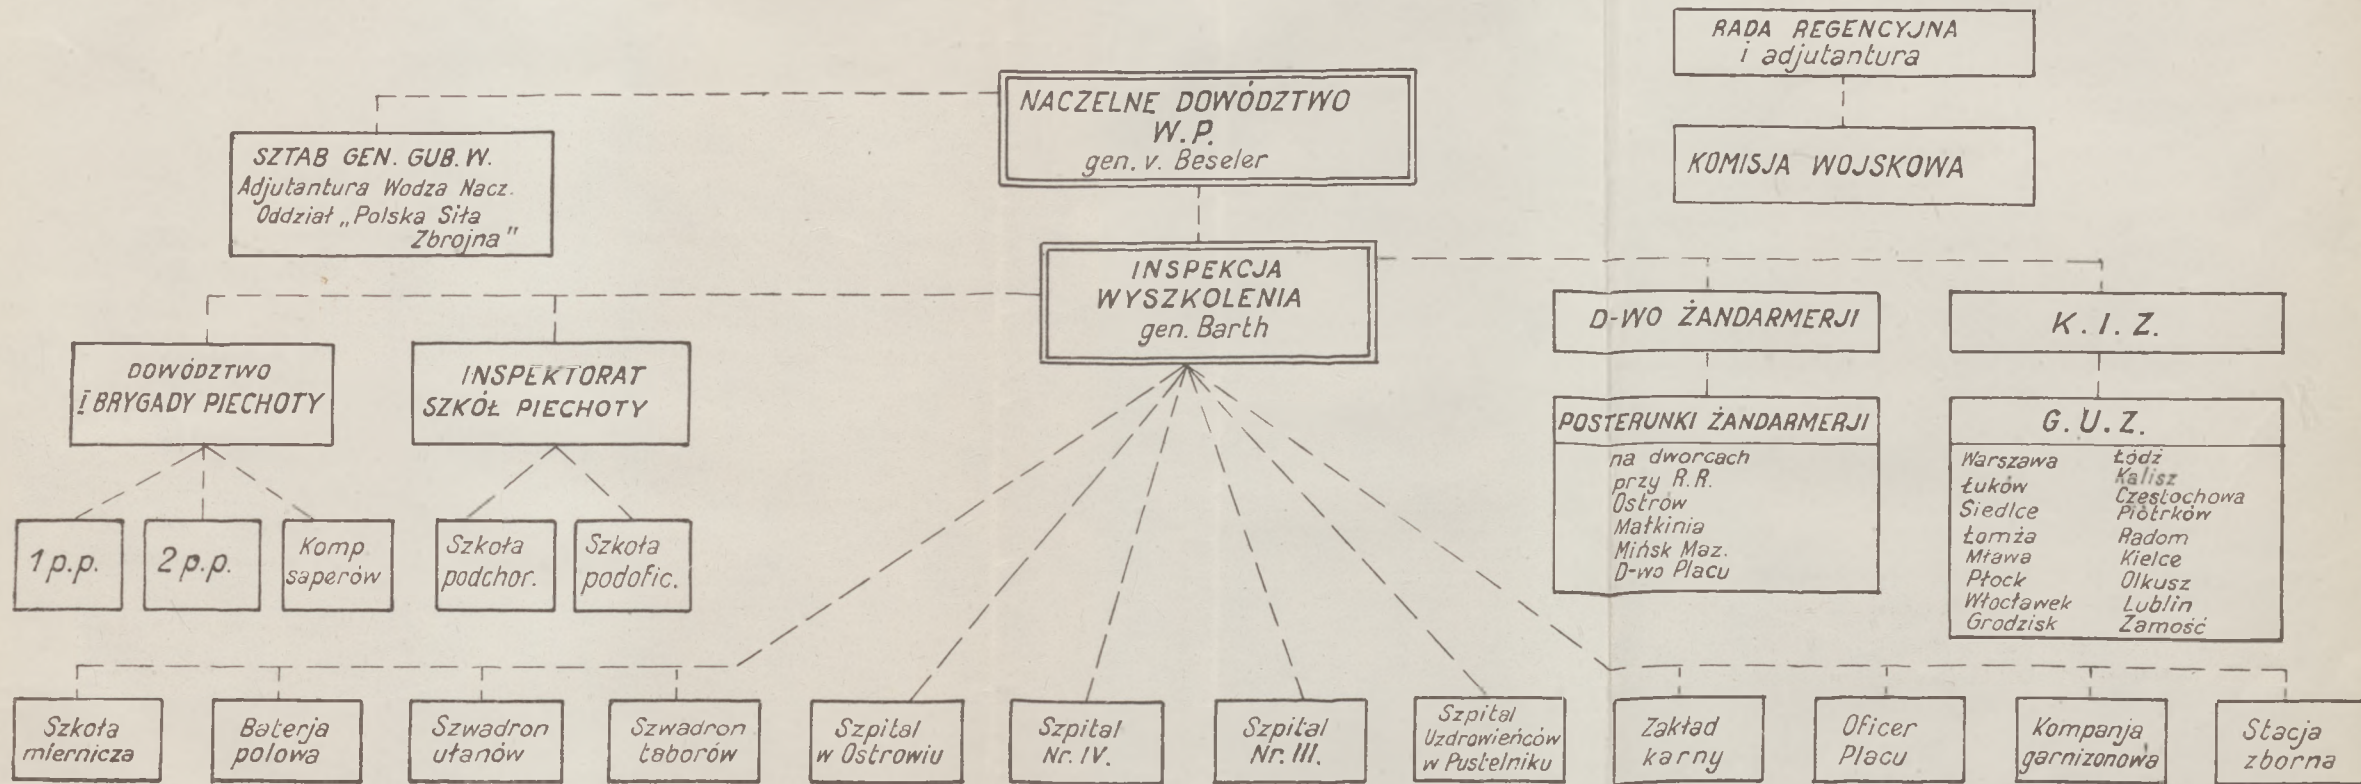 RADA REGENCYJNA
i adjutantura
NACZELNE DOWÓDZTWO
W.P.
gen. v. Beseler
SZTAB GEN. GUB. W.
Adjutantura Wodza Nacz.
Oddział „Polska Siła
Zbrojna"
KOMISJA WOJSKOWA
INSPEKCJA
WYSZKOLENIA
gen. Barth
D-WO ŻANDARMERJI
K. I. Z.
DOWÓDZTWO
I BRYGADY PIECHOTY
INSPEKTORAT
SZKÓŁ PIECHOTY
POSTERUNKI ŻANDARMERJI
na dworcach
przy R.R.
Ostrów
Małkinia
Mińsk Maz.
D-wo Placu
G. U. Z.
Warszawa
Łuków
Siedlce
Łomża
Mława
Płock
Włocławek
Grodzisk
Łódź
Kalisz
Częstochowa
Piotrków
Radom
Kielce
Olkusz
Lublin
Zamość
1 p.p.
2 p.p.
Komp
saperów
Szkoła
podchor.
Szkoła
podofic.
Szkoła
miernicza
Baterja
polowa
Szwadron
ułanów
Szwadron
taborów
Szpital
w Ostrowiu
Szpital
Nr. IV.
Szpital
Nr. III.
Szpital
Uzdrowieńców
w Pustelniku
Zakład
karny
Oficer
Placu
Kompanja
garnizonowa
Stacja
zborna